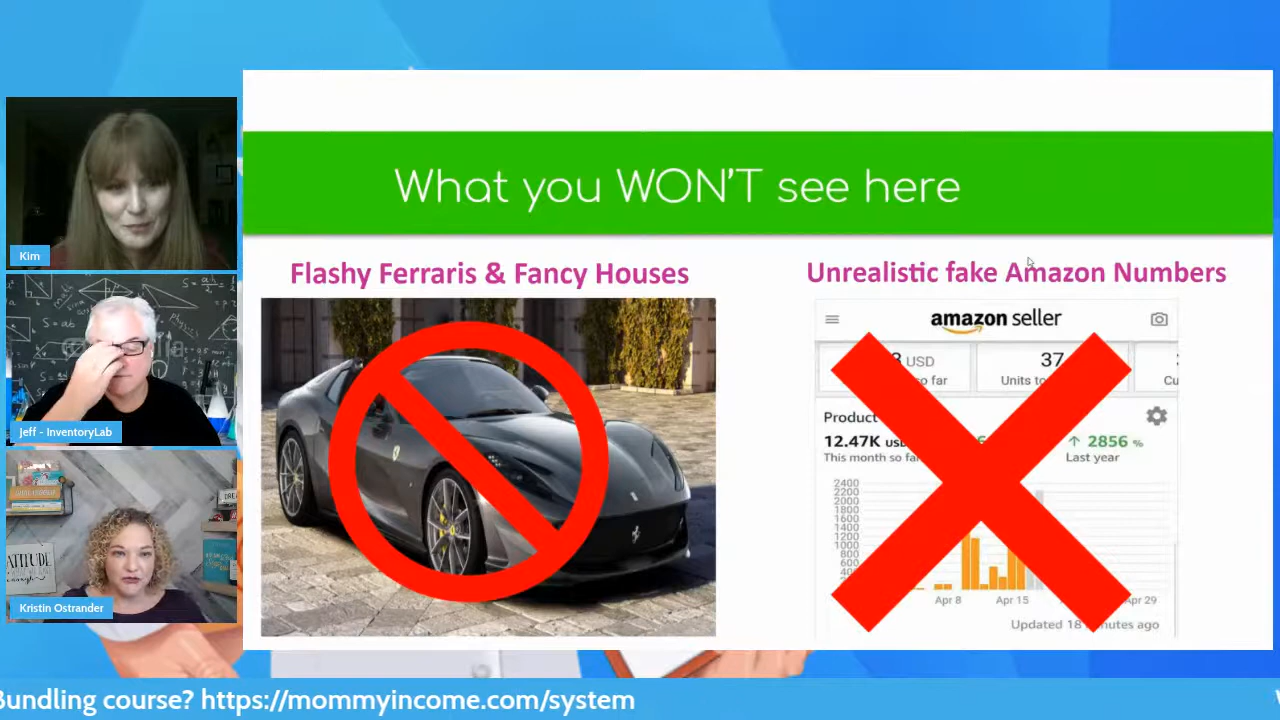 What you WON'T see here
Flashy Ferraris & Fancy Houses
Unrealistic fake Amazon Numbers
amazon seller
USD
37
so far
Units to
Cu
Product
12.47K
This month so far
↑ 2856 %
Last year
2400
2200
2000
1800
1600
1400
1200
1000
800
600
Apr 8
Apr 15
Apr 29
Updated 18 minutes ago
Kim
Jeff - InventoryLab
Kristin Ostrander
Bundling course? https://mommyincome.com/system